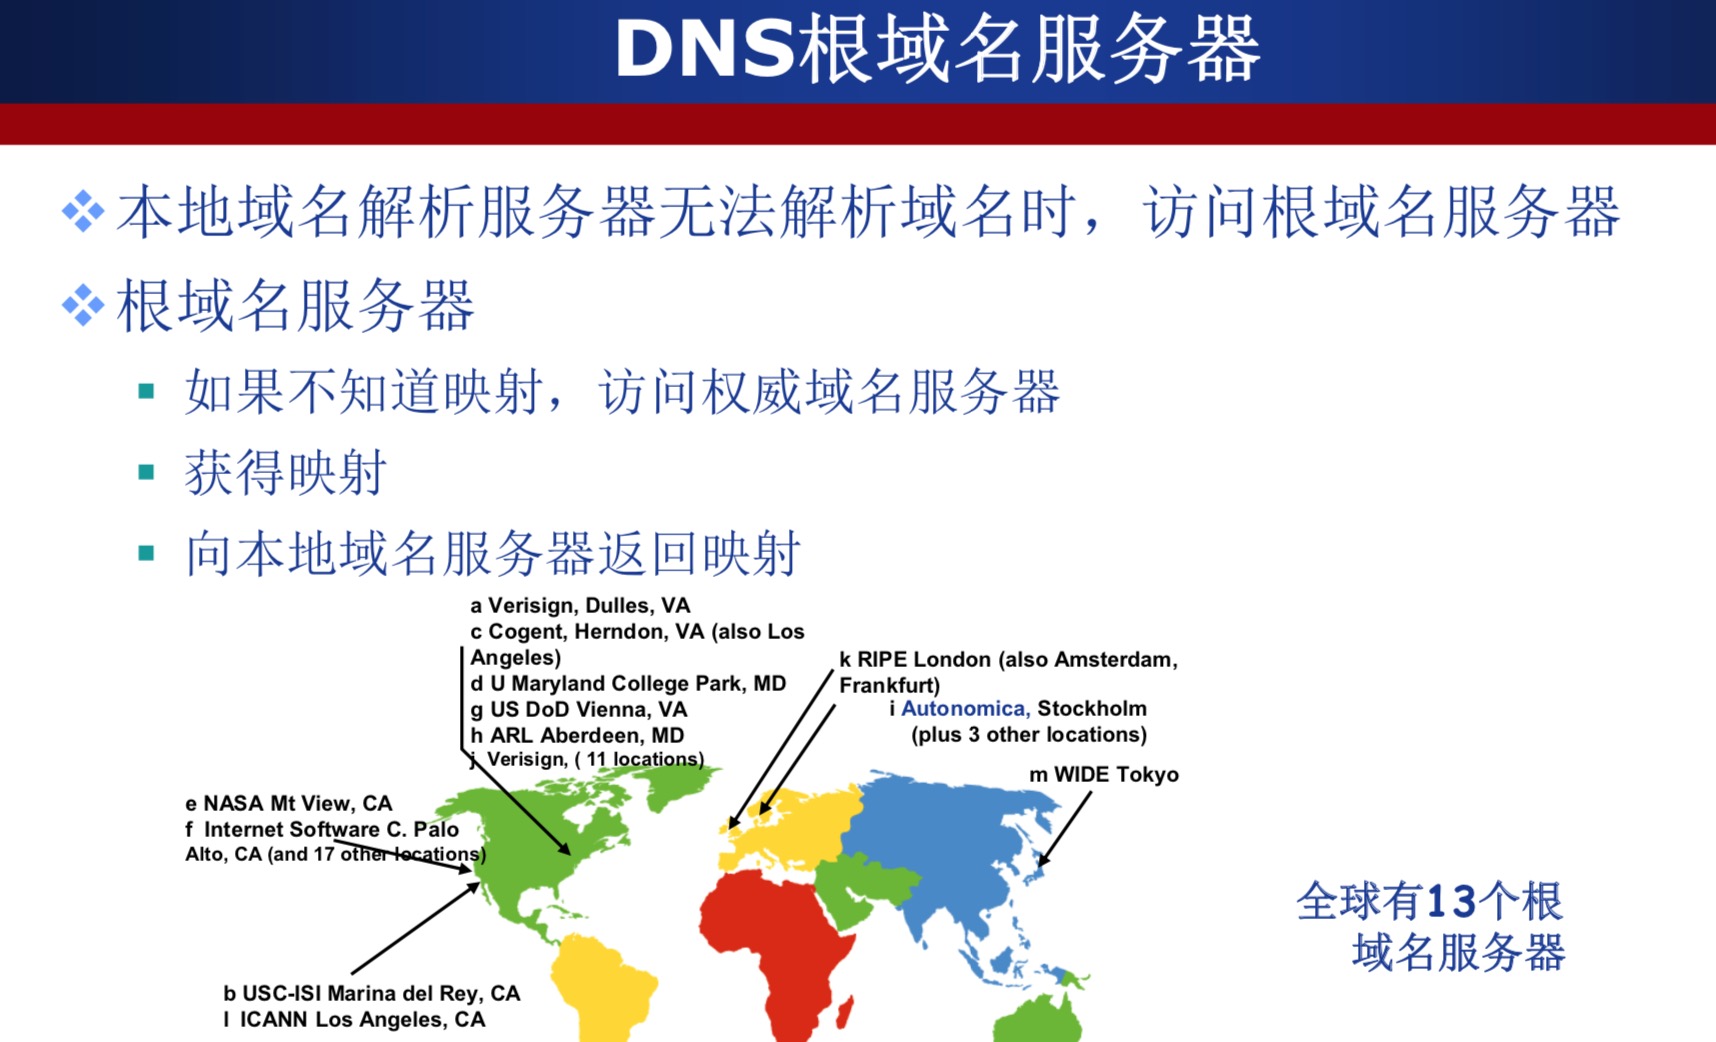 DNS根域名服务器
本地域名解析服务器无法解析域名时，访问根域名服务器
根域名服务器
如果不知道映射，访问权威域名服务器
获得映射
向本地域名服务器返回映射
a Verisign, Dulles, VA
c Cogent, Herndon, VA (also Los
Angeles)
d U Maryland College Park, MD
g US DoD Vienna, VA
h ARL Aberdeen, MD
j Verisign, ( 11 locations)
k RIPE London (also Amsterdam,
Frankfurt)
i Autonomica, Stockholm
(plus 3 other locations)
m WIDE Tokyo
e NASA Mt View, CA
f Internet Software C. Palo
Alto, CA (and 17 other locations)
b USC-ISI Marina del Rey, CA
l ICANN Los Angeles, CA
全球有13个根
域名服务器